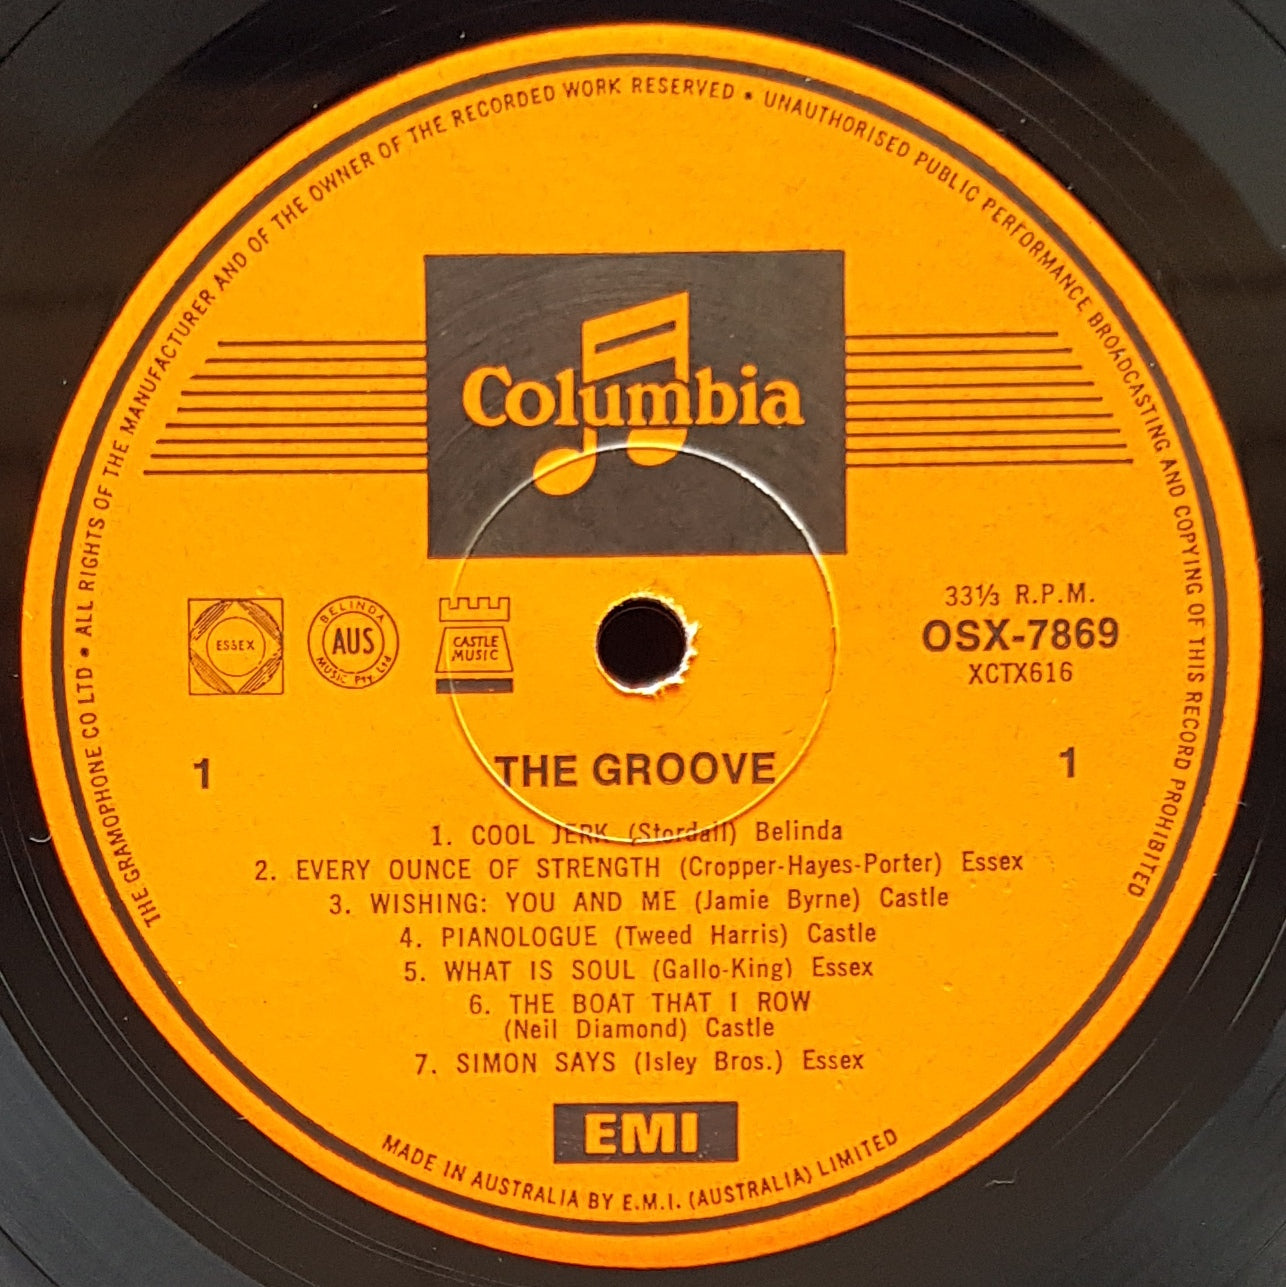 THE GRAMOPHONE CO LTD • ALL RIGHTS OF THE MANUFACTURER AND OF THE OWNER OF THE RECORDED WORK RESERVED • UNAUTHORISED PUBLIC PERFORMANCE BROADCASTING AND COPYING OF THIS RECORD PROHIBITED
Columbia
ESSEX
BELINDA
AUS
MUSIC Pty. Ltd
CASTLE
MUSIC
33⅓ R.P.M.
OSX-7869
XCTX616
1
THE GROOVE
1
1. COOL JERK (Stordall) Belinda
2. EVERY OUNCE OF STRENGTH (Cropper-Hayes-Porter) Essex
3. WISHING: YOU AND ME (Jamie Byrne) Castle
4. PIANOLOGUE (Tweed Harris) Castle
5. WHAT IS SOUL (Gallo-King) Essex
6. THE BOAT THAT I ROW
(Neil Diamond) Castle
7. SIMON SAYS (Isley Bros.) Essex
EMI
MADE IN AUSTRALIA BY E.M.I. (AUSTRALIA) LIMITED